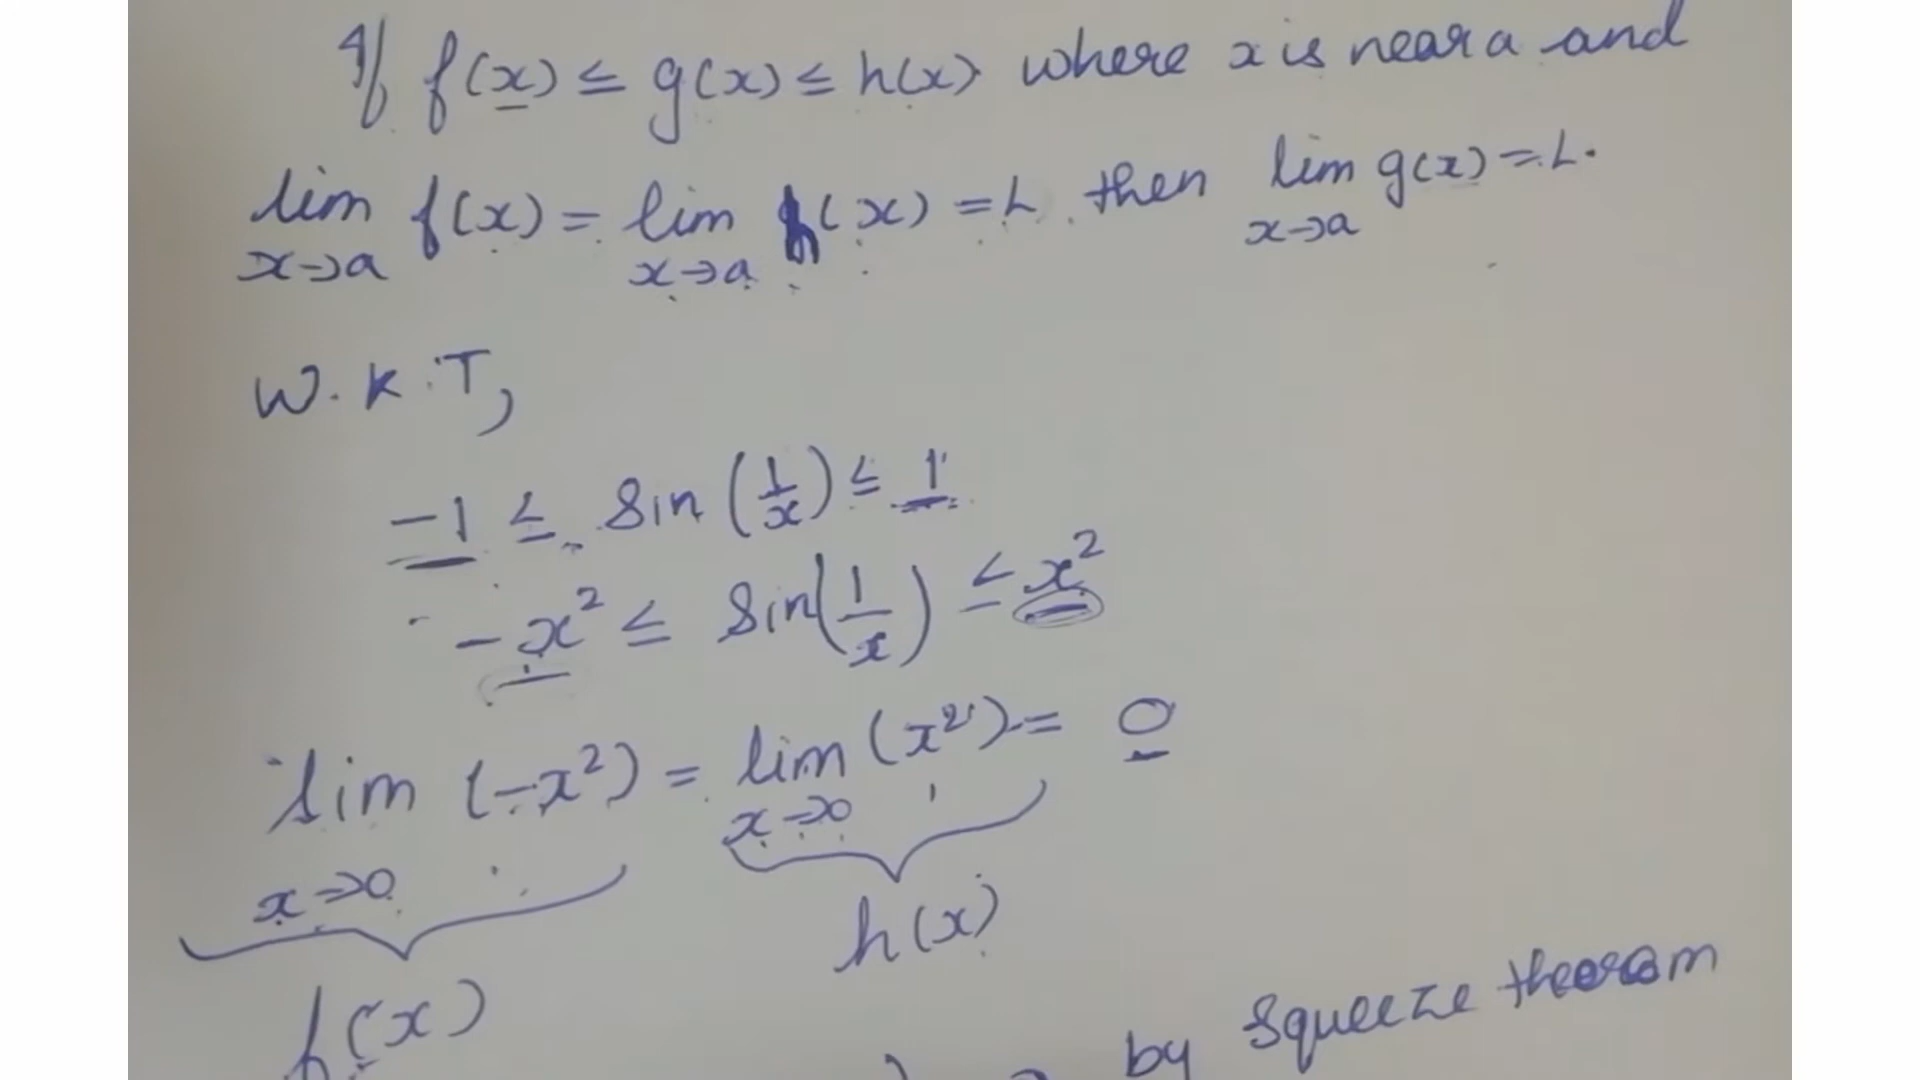 If f(x) ≤ g(x) ≤ h(x) where x is near a and
lim x→a f(x) = lim x→a h(x) = L then lim x→a g(x) = L.
W.K.T,
-1 ≤ sin(1/x) ≤ 1
-x² ≤ sin(1/x) ≤ x²
lim x→0 (-x²) = lim x→0 (x²) = 0
h(x)
f(x)
by Squeeze theoram